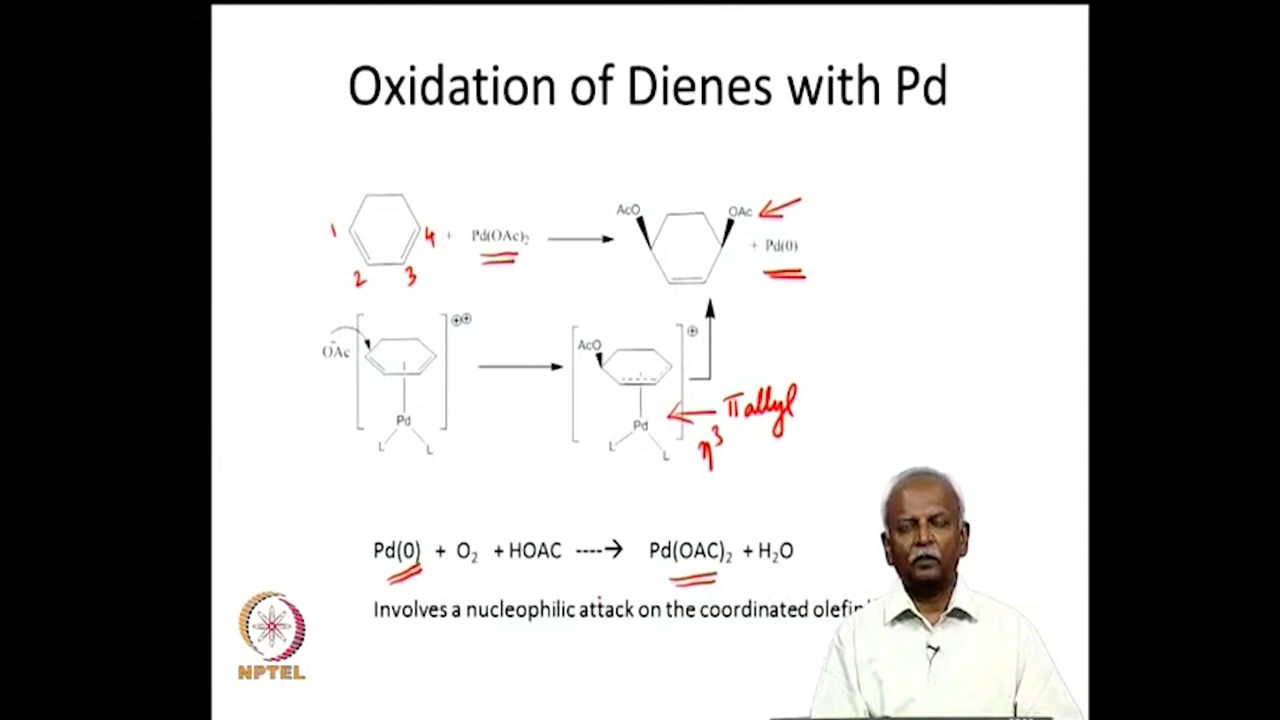 Oxidation of Dienes with Pd
1 2 3 4
+ Pd(OAc)2
AcO OAc
+ Pd(0)
OAc
⊕⊕
Pd
L L
AcO
⊕
Pd
L L
π allyl
η3
Pd(0) + O2 + HOAC ----→ Pd(OAC)2 + H2O
Involves a nucleophilic attack on the coordinated
NPTEL